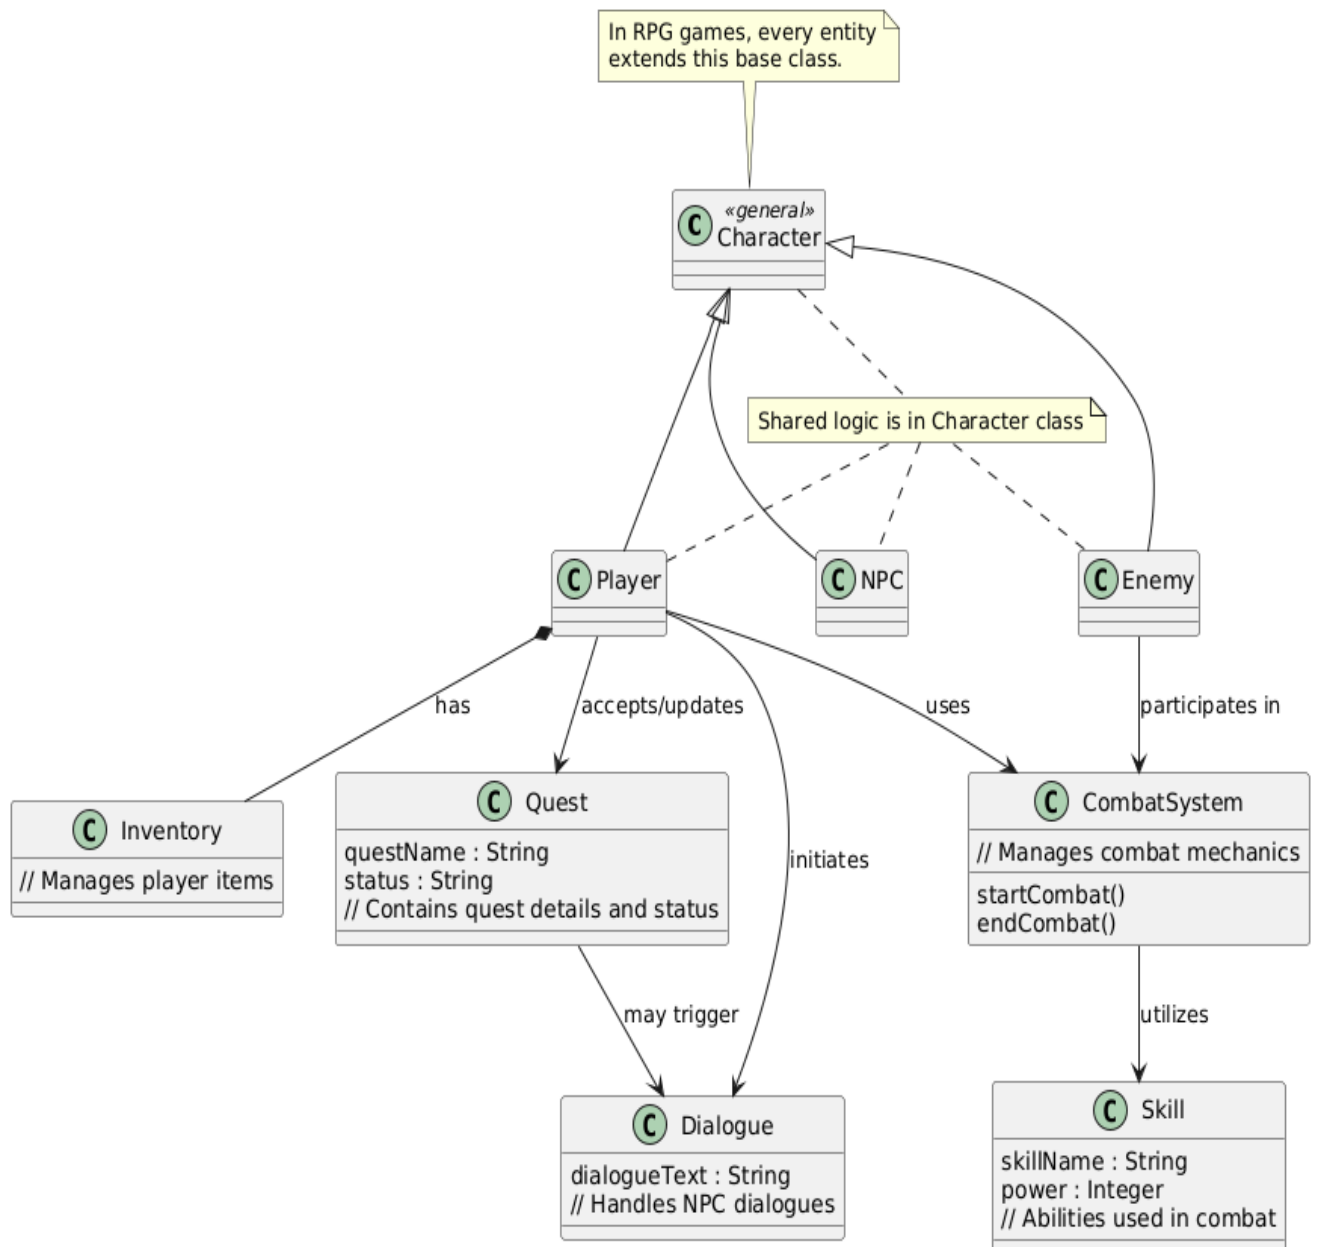 In RPG games, every entity
extends this base class.
C
«general»
Character
Shared logic is in Character class
C Player
C NPC
C Enemy
has
accepts/updates
uses
participates in
C Inventory
// Manages player items
C Quest
questName : String
status : String
// Contains quest details and status
initiates
C CombatSystem
// Manages combat mechanics
startCombat()
endCombat()
may trigger
utilizes
C Dialogue
dialogueText : String
// Handles NPC dialogues
C Skill
skillName : String
power : Integer
// Abilities used in combat